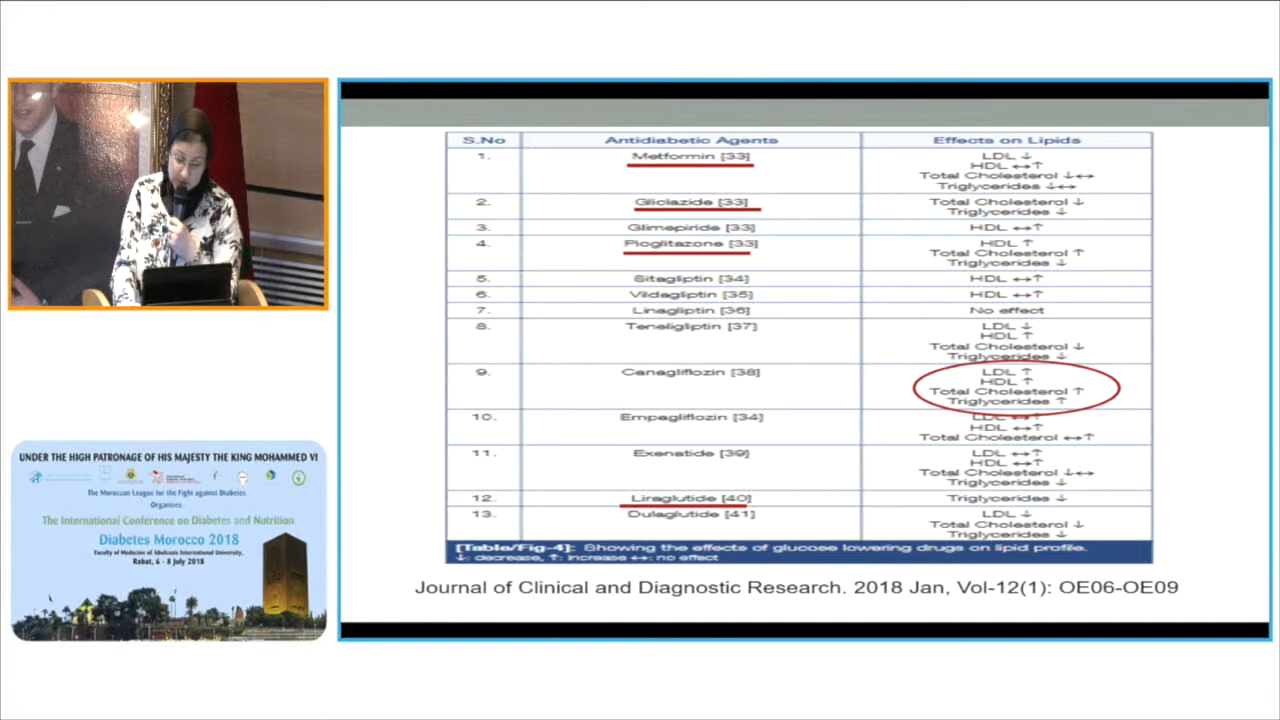 S.No Antidiabetic Agents Effects on Lipids
1. Metformin [33] LDL ↓
HDL ↔↑
Total Cholesterol ↓↔
Triglycerides ↓↔
2. Gliclazide [33] Total Cholesterol ↓
Triglycerides ↓
3. Glimepiride [33] HDL ↔↑
4. Pioglitazone [33] HDL ↑
Total Cholesterol ↑
Triglycerides ↓
5. Sitagliptin [34] HDL ↔↑
6. Vildagliptin [35] HDL ↔↑
7. Linagliptin [36] No effect
8. Teneligliptin [37] LDL ↓
HDL ↑
Total Cholesterol ↓
Triglycerides ↓
9. Canagliflozin [38] LDL ↑
HDL ↑
Total Cholesterol ↑
Triglycerides ↑
10. Empagliflozin [34] LDL ↔↑
HDL ↔↑
Total Cholesterol ↔↑
11. Exenatide [39] LDL ↔↑
HDL ↔↑
Total Cholesterol ↓↔
Triglycerides ↓
12. Liraglutide [40] Triglycerides ↓
13. Dulaglutide [41] LDL ↓
Total Cholesterol ↓
Triglycerides ↓
[Table/Fig-4]: Showing the effects of glucose lowering drugs on lipid profile.
↓: decrease, ↑: increase ↔: no effect
Journal of Clinical and Diagnostic Research. 2018 Jan, Vol-12(1): OE06-OE09
UNDER THE HIGH PATRONAGE OF HIS MAJESTY THE KING MOHAMMED VI
The Moroccan League for the Fight against Diabetes
Organizes
The International Conference on Diabetes and Nutrition
Diabetes Morocco 2018
Faculty of Medicine of Abulcasis International University,
Rabat, 6 - 8 July 2018